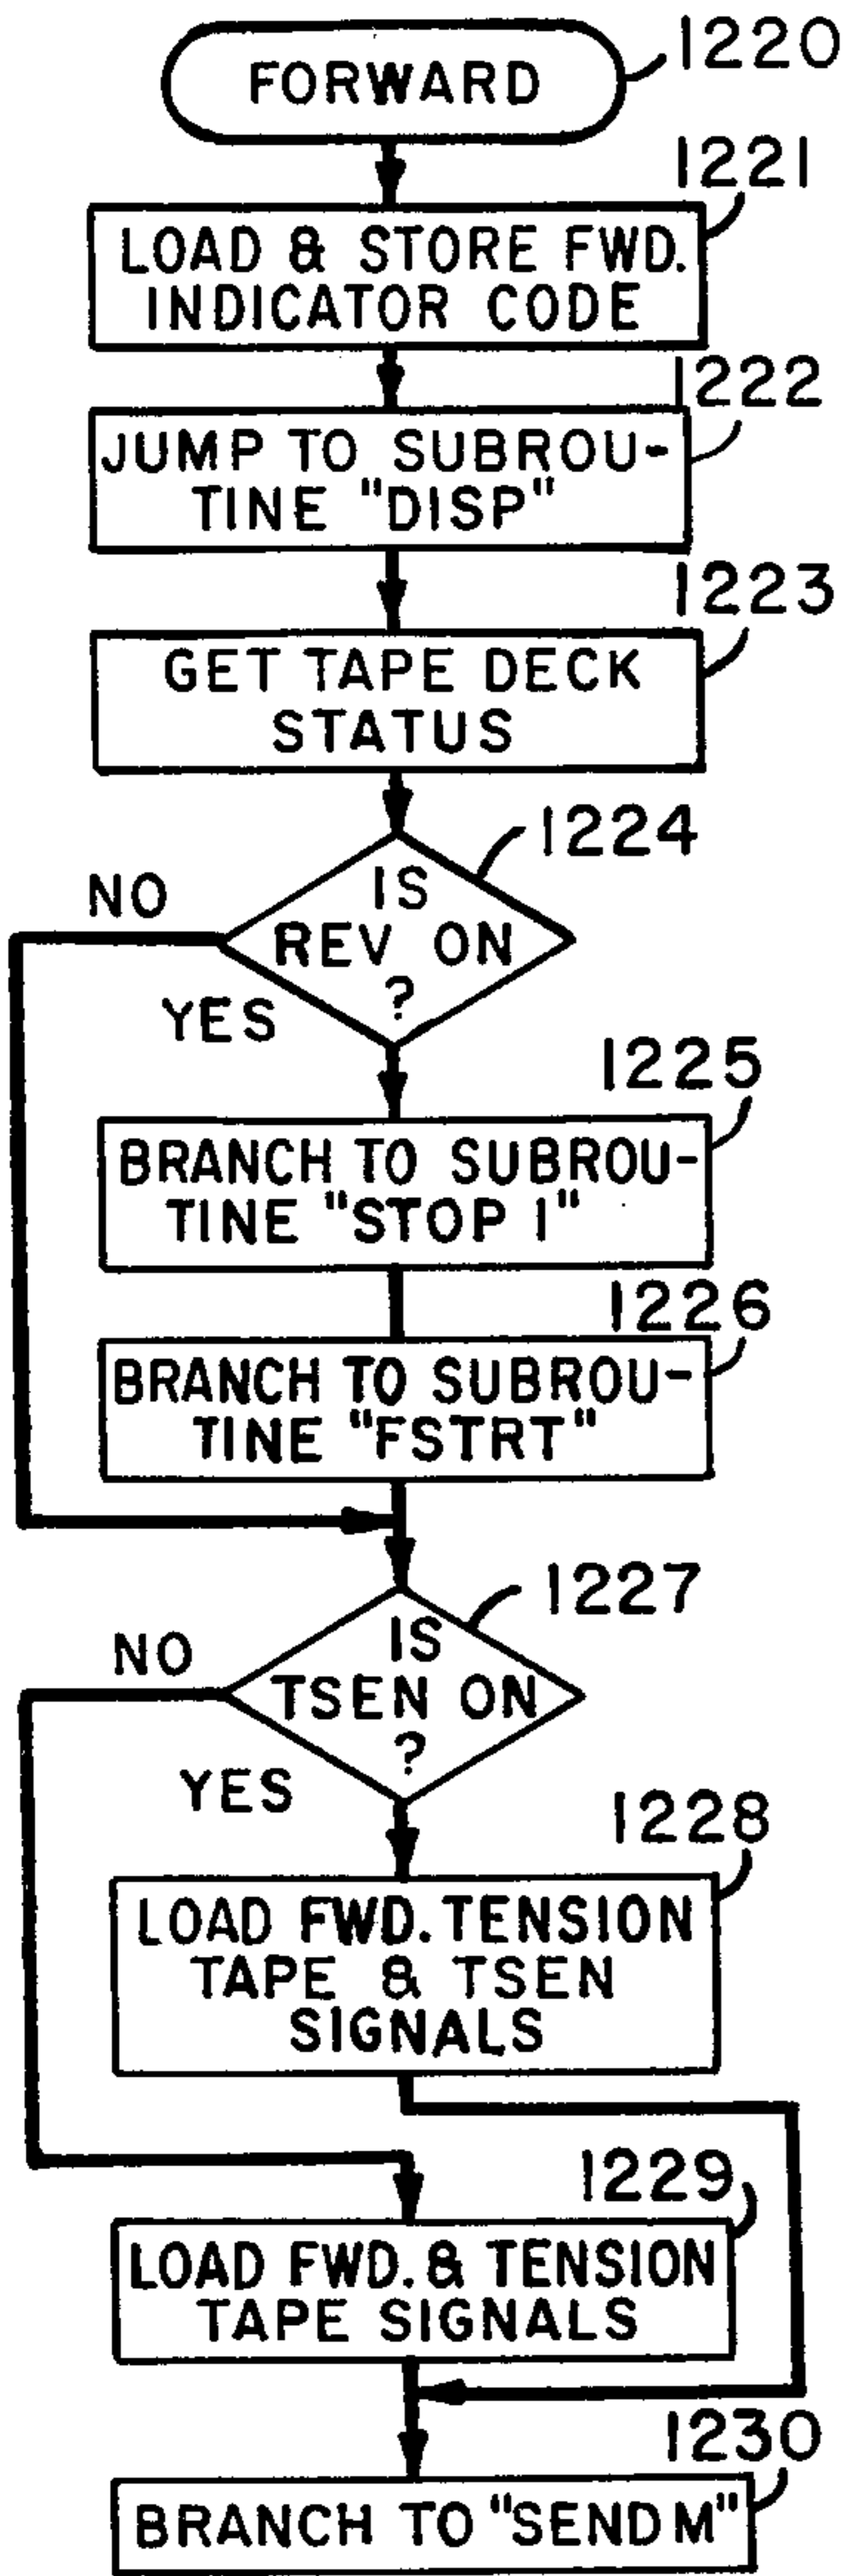 FORWARD
1220
1221
LOAD & STORE FWD.
INDICATOR CODE
1222
JUMP TO SUBROU-
TINE "DISP"
1223
GET TAPE DECK
STATUS
1224
IS
REV ON
?
NO
YES
1225
BRANCH TO SUBROU-
TINE "STOP 1"
1226
BRANCH TO SUBROU-
TINE "FSTRT"
1227
IS
TSEN ON
?
NO
YES
1228
LOAD FWD. TENSION
TAPE & TSEN
SIGNALS
1229
LOAD FWD. & TENSION
TAPE SIGNALS
1230
BRANCH TO "SENDM"